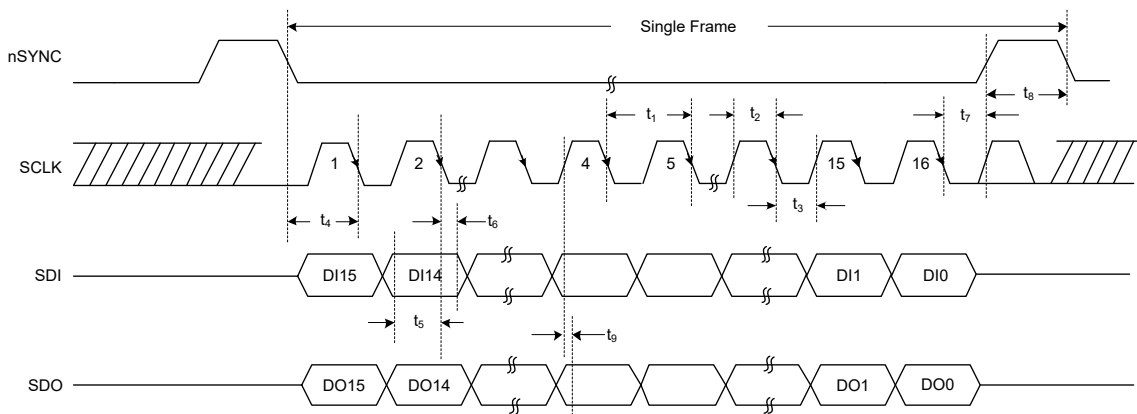 Single Frame
nSYNC
t8
t1
t2
t7
SCLK
1
2
4
5
15
16
t4
t6
t3
SDI
DI15
DI14
DI1
DI0
t5
t9
SDO
DO15
DO14
DO1
DO0